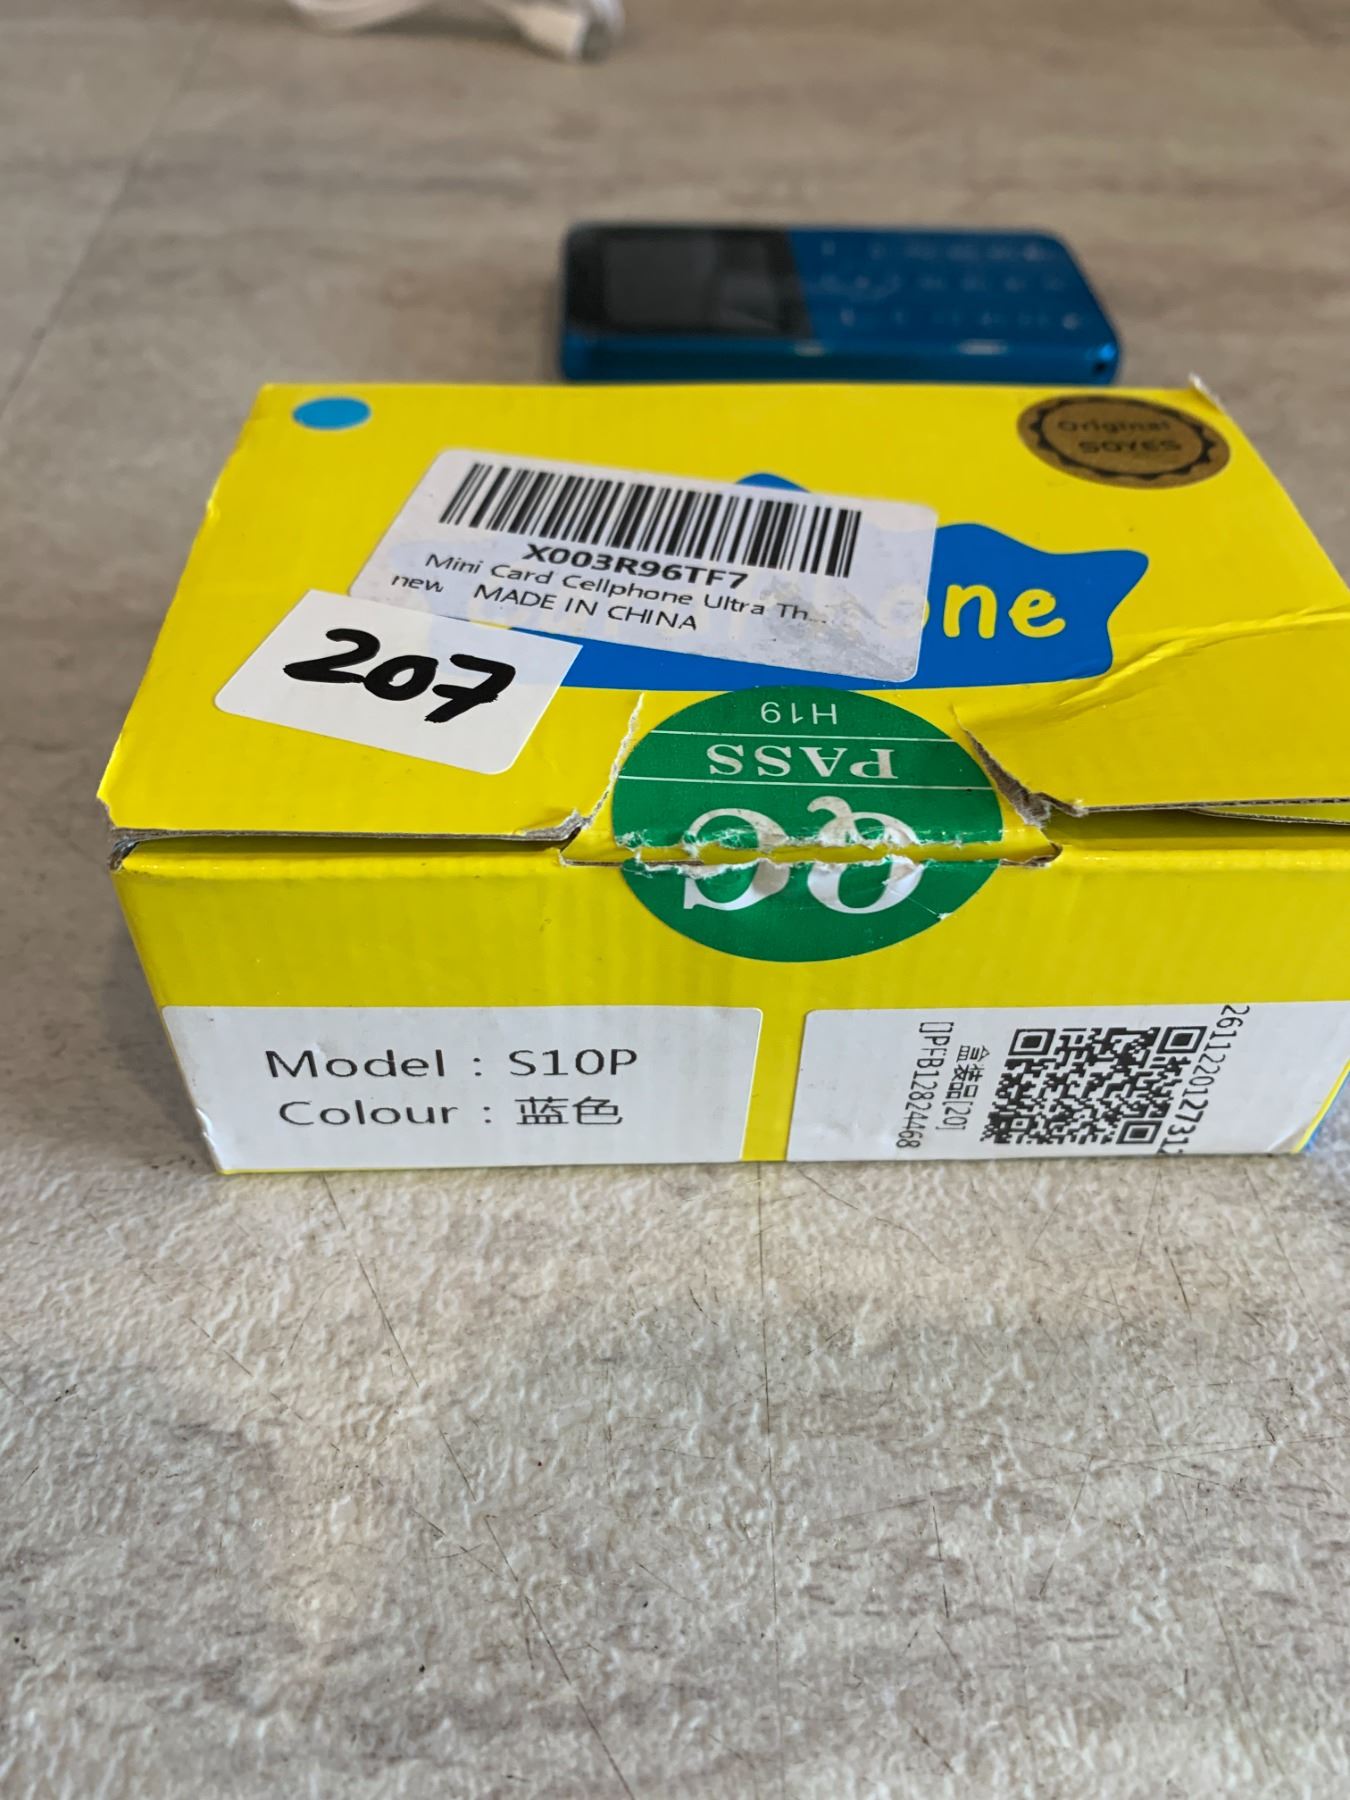 Original
SOYES
X003R96TF7
Mini Card Cellphone Ultra Th...
new MADE IN CHINA
one
207
H19
PASS
QC
Model : S10P
Colour : 蓝色
盒装品[20]